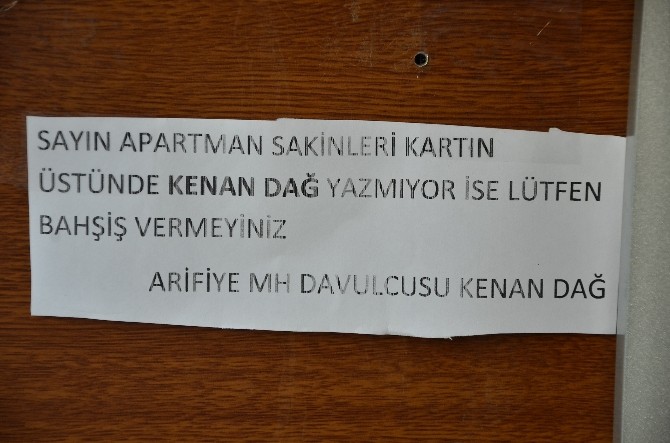 SAYIN APARTMAN SAKİNLERİ KARTIN
ÜSTÜNDE KENAN DAĞ YAZMIYOR İSE LÜTFEN
BAHŞİŞ VERMEYİNİZ
ARİFİYE MH DAVULCUSU KENAN DAĞ